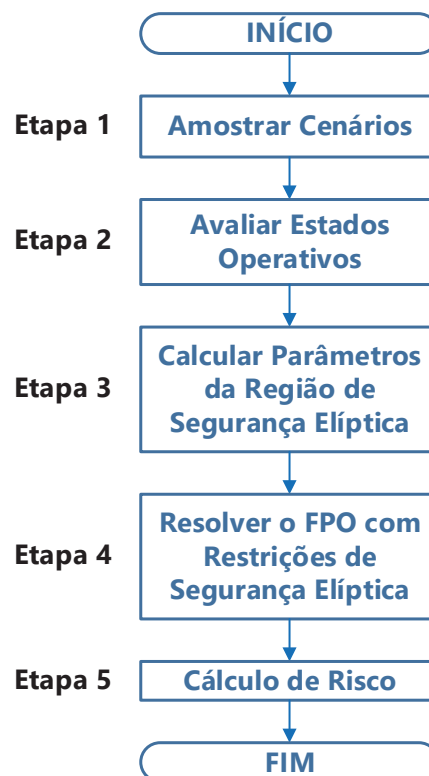 INÍCIO
Etapa 1
Amostrar Cenários
Etapa 2
Avaliar Estados
Operativos
Etapa 3
Calcular Parâmetros
da Região de
Segurança Elíptica
Etapa 4
Resolver o FPO com
Restrições de
Segurança Elíptica
Etapa 5
Cálculo de Risco
FIM